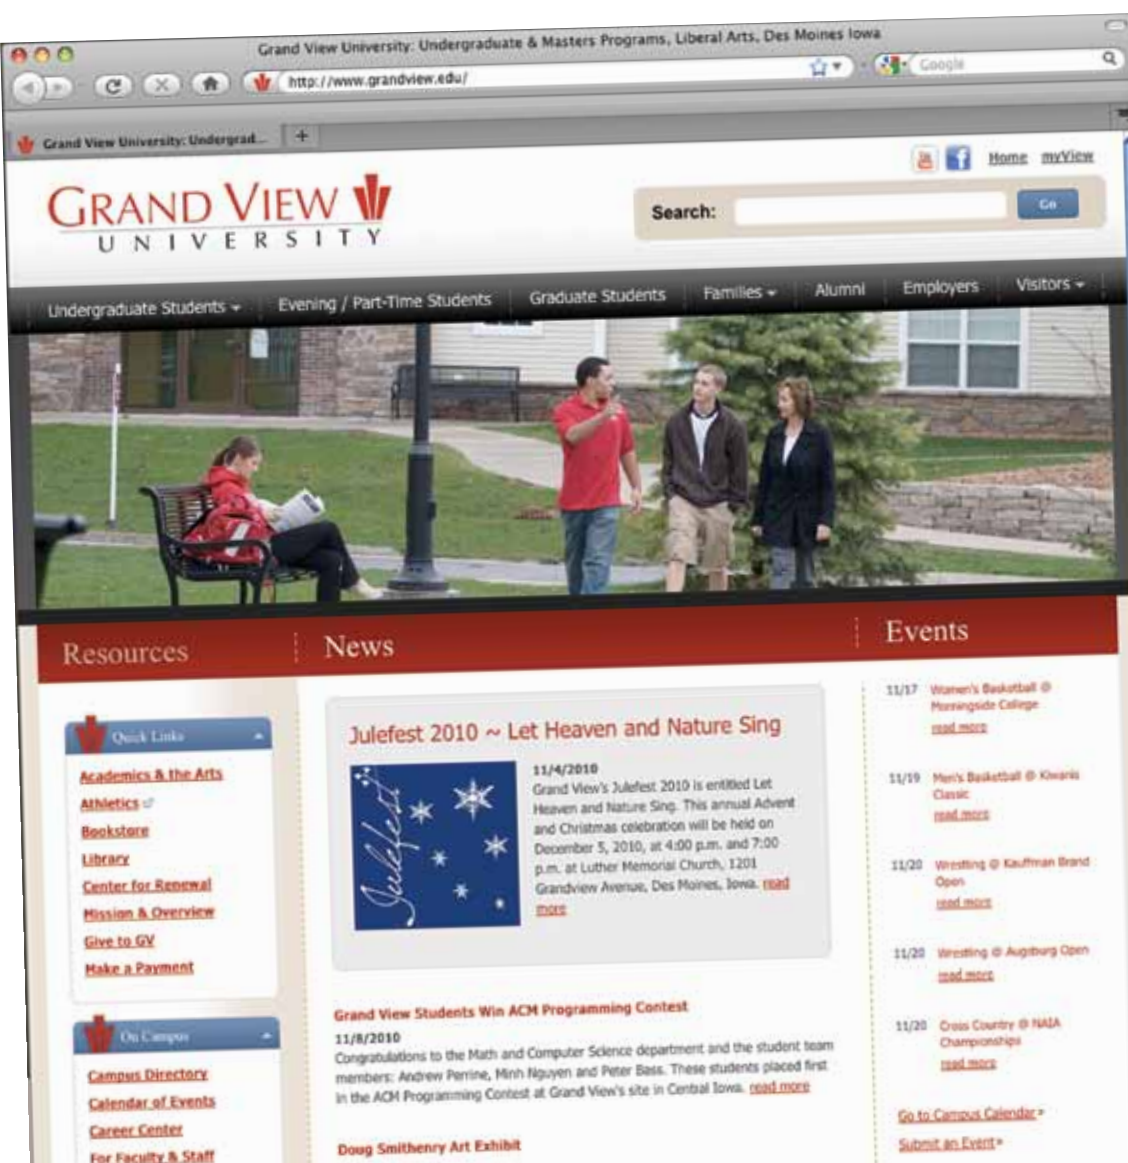 Grand View University: Undergraduate & Masters Programs, Liberal Arts, Des Moines Iowa
http://www.grandview.edu/
Google
Grand View University: Undergrad...
Home myView
GRAND VIEW
UNIVERSITY
Search:
Go
Undergraduate Students
Evening / Part-Time Students
Graduate Students
Families
Alumni
Employers
Visitors
Resources
News
Events
Quick Links
Academics & the Arts
Athletics
Bookstore
Library
Center for Renewal
Mission & Overview
Give to GV
Make a Payment
On Campus
Campus Directory
Calendar of Events
Career Center
For Faculty & Staff
Julefest 2010 ~ Let Heaven and Nature Sing
Julefest
11/4/2010
Grand View's Julefest 2010 is entitled Let
Heaven and Nature Sing. This annual Advent
and Christmas celebration will be held on
December 5, 2010, at 4:00 p.m. and 7:00
p.m. at Luther Memorial Church, 1201
Grandview Avenue, Des Moines, Iowa. read
more
Grand View Students Win ACM Programming Contest
11/8/2010
Congratulations to the Math and Computer Science department and the student team
members: Andrew Perrine, Minh Nguyen and Peter Bass. These students placed first
in the ACM Programming Contest at Grand View's site in Central Iowa. read more
Doug Smithenry Art Exhibit
11/17 Women's Basketball @
Morningside College
read more
11/19 Men's Basketball @ Kiwanis
Classic
read more
11/20 Wrestling @ Kauffman Brand
Open
read more
11/20 Wrestling @ Augsburg Open
read more
11/20 Cross Country @ NAIA
Championships
read more
Go to Campus Calendar»
Submit an Event»